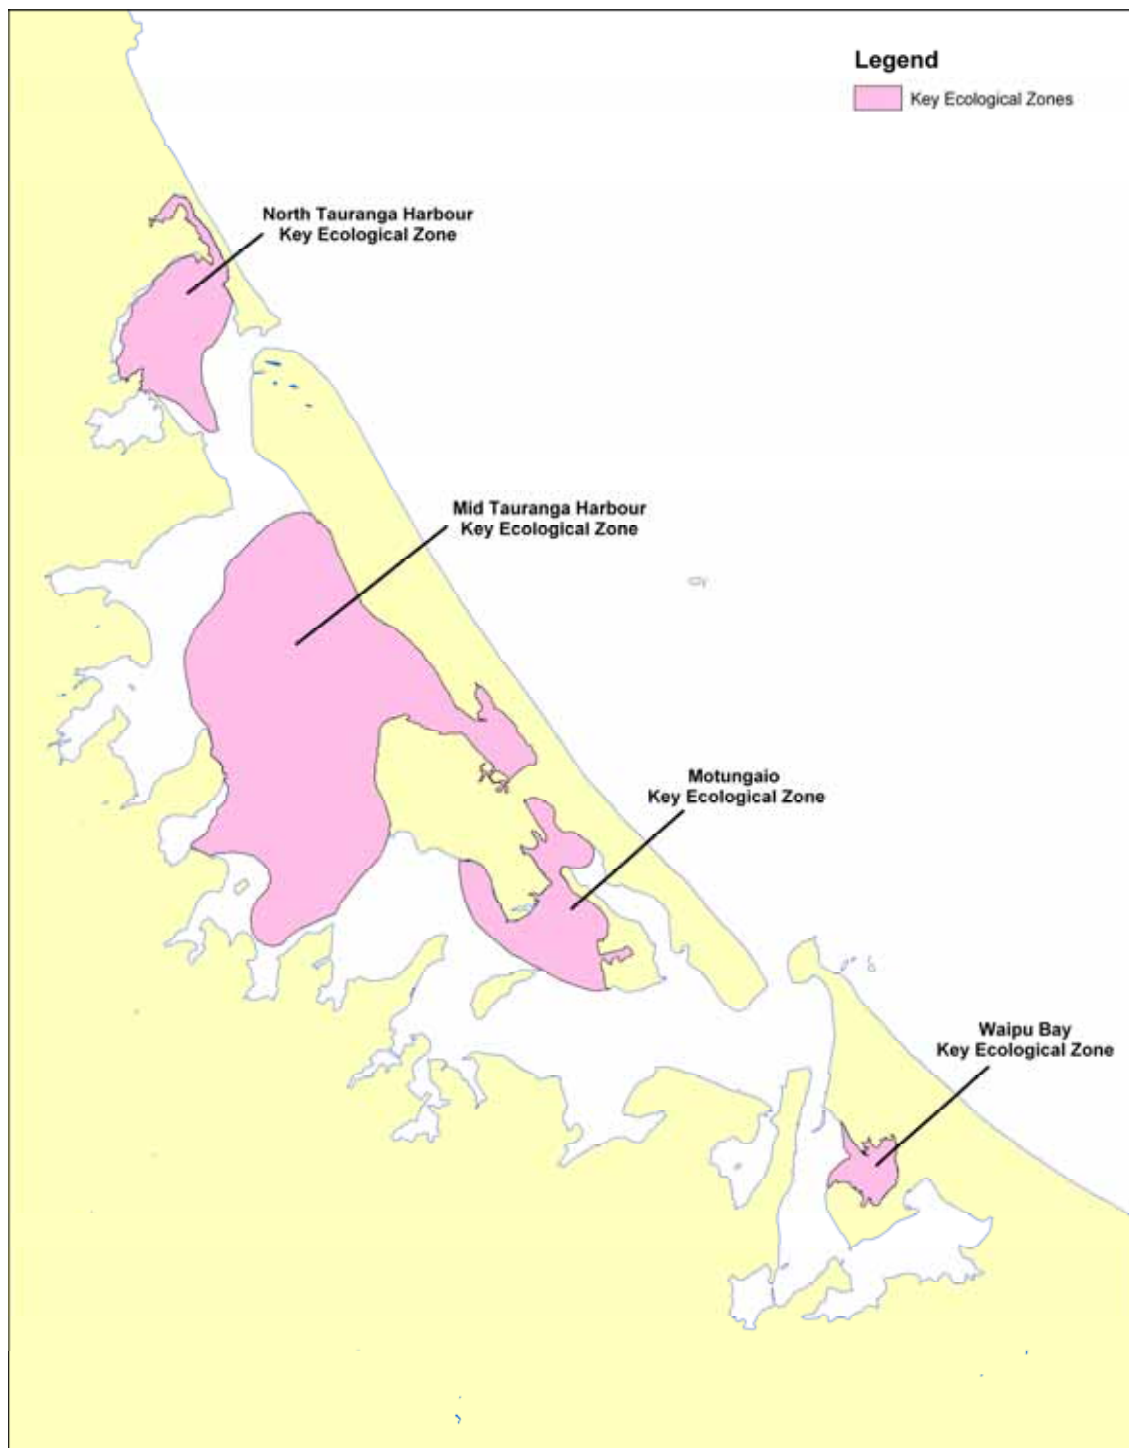 Legend
Key Ecological Zones
North Tauranga Harbour
Key Ecological Zone
Mid Tauranga Harbour
Key Ecological Zone
Motungaio
Key Ecological Zone
Waipu Bay
Key Ecological Zone